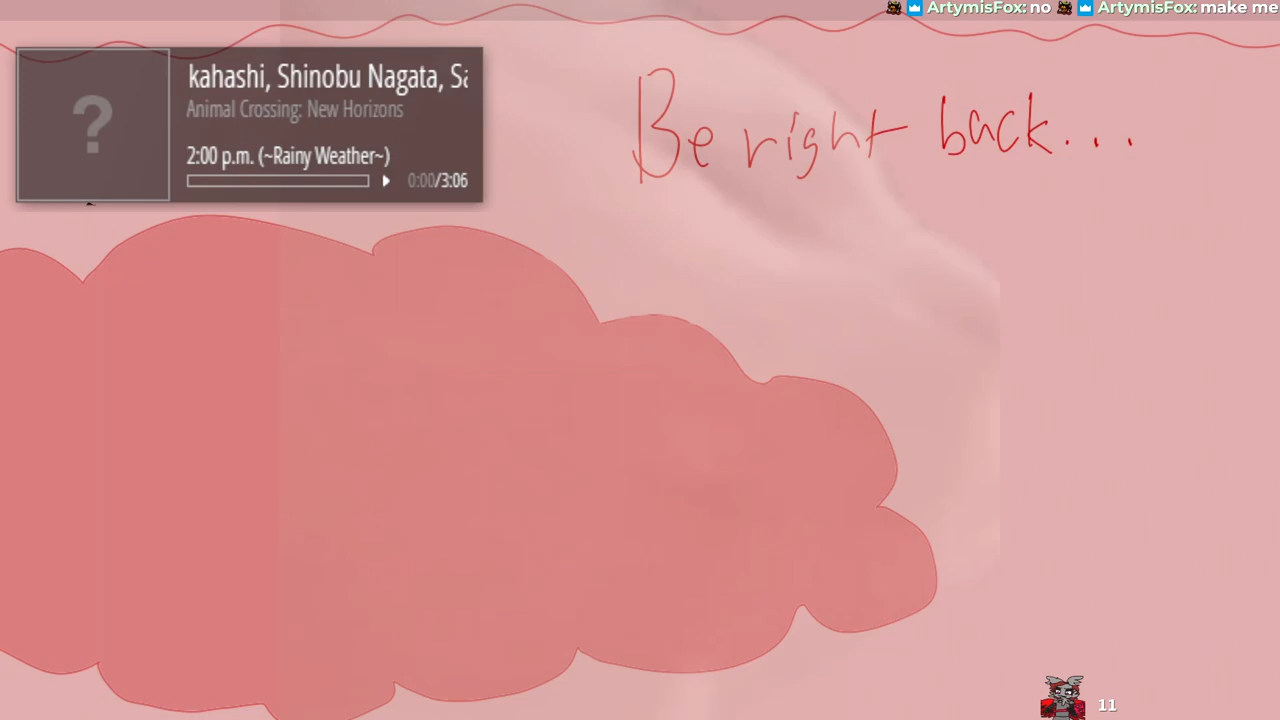 ArtymisFox: no ArtymisFox: make me
kahashi, Shinobu Nagata, Sa
Animal Crossing: New Horizons
2:00 p.m. (~Rainy Weather~)
0:00/3:06
?
Be right back...
11